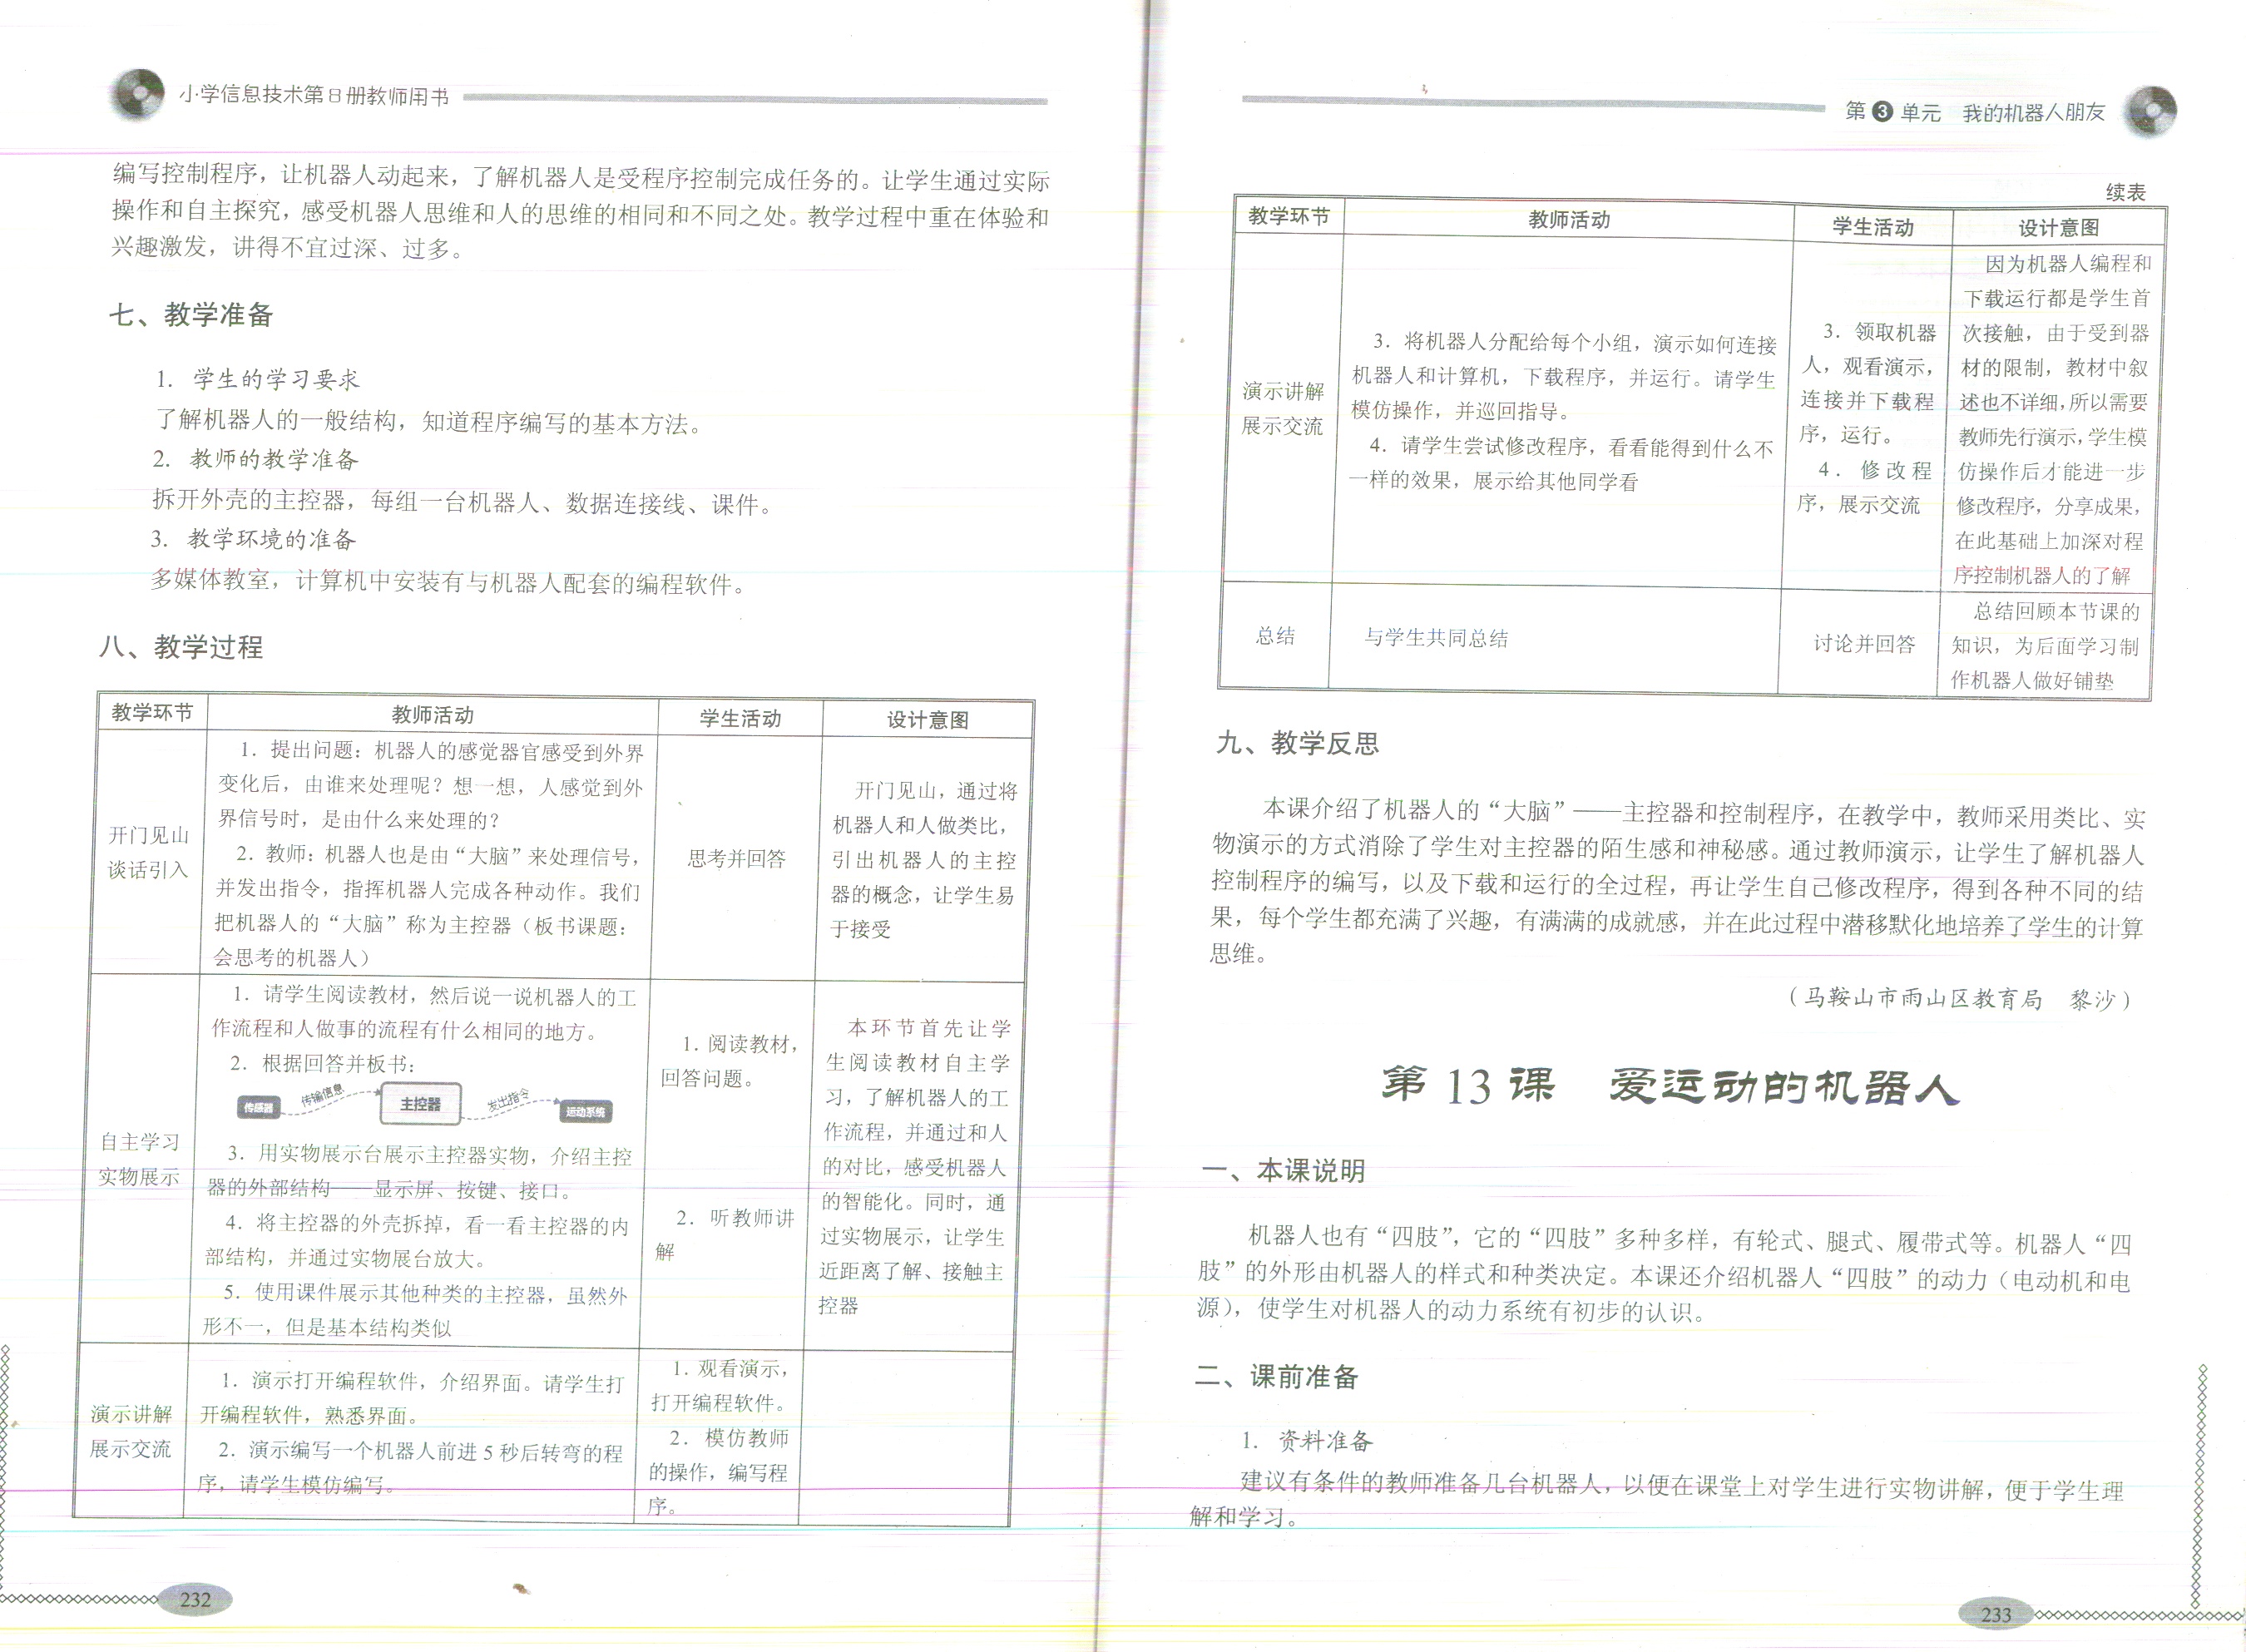 小学信息技术第8册教师用书
编写控制程序，让机器人动起来，了解机器人是受程序控制完成任务的。让学生通过实际
操作和自主探究，感受机器人思维和人的思维的相同和不同之处。教学过程中重在体验和
兴趣激发，讲得不宜过深、过多。
七、教学准备
1. 学生的学习要求
了解机器人的一般结构，知道程序编写的基本方法。
2. 教师的教学准备
拆开外壳的主控器，每组一台机器人、数据连接线、课件。
3. 教学环境的准备
多媒体教室，计算机中安装有与机器人配套的编程软件。
八、教学过程
教学环节 教师活动 学生活动 设计意图
开门见山
谈话引入
1. 提出问题：机器人的感觉器官感受到外界
变化后，由谁来处理呢？想一想，人感觉到外
界信号时，是由什么来处理的？
2. 教师：机器人也是由“大脑”来处理信号，
并发出指令，指挥机器人完成各种动作。我们
把机器人的“大脑”称为主控器（板书课题：
会思考的机器人）
思考并回答
开门见山，通过将
机器人和人做类比，
引出机器人的主控
器的概念，让学生易
于接受
自主学习
实物展示
1. 请学生阅读教材，然后说一说机器人的工
作流程和人做事的流程有什么相同的地方。
2. 根据回答并板书：
传感器 传输信息 主控器 发出指令 运动系统
3. 用实物展示台展示主控器实物，介绍主控
器的外部结构——显示屏、按键、接口。
4. 将主控器的外壳拆掉，看一看主控器的内
部结构，并通过实物展台放大。
5. 使用课件展示其他种类的主控器，虽然外
形不一，但是基本结构类似
1. 阅读教材，
回答问题。
2. 听教师讲
解
本环节首先让学
生阅读教材自主学
习，了解机器人的工
作流程，并通过和人
的对比，感受机器人
的智能化。同时，通
过实物展示，让学生
近距离了解、接触主
控器
演示讲解
展示交流
1. 演示打开编程软件，介绍界面。请学生打
开编程软件，熟悉界面。
2. 演示编写一个机器人前进 5 秒后转弯的程
序，请学生模仿编写。
1. 观看演示，
打开编程软件。
2. 模仿教师
的操作，编写程
序。
232
第3单元 我的机器人朋友
续表
教学环节 教师活动 学生活动 设计意图
演示讲解
展示交流
3. 将机器人分配给每个小组，演示如何连接
机器人和计算机，下载程序，并运行。请学生
模仿操作，并巡回指导。
4. 请学生尝试修改程序，看看能得到什么不
一样的效果，展示给其他同学看
3. 领取机器
人，观看演示，
连接并下载程
序，运行。
4. 修改程
序，展示交流
因为机器人编程和
下载运行都是学生首
次接触，由于受到器
材的限制，教材中叙
述也不详细，所以需要
教师先行演示，学生模
仿操作后才能进一步
修改程序，分享成果，
在此基础上加深对程
序控制机器人的了解
总结
与学生共同总结
讨论并回答
总结回顾本节课的
知识，为后面学习制
作机器人做好铺垫
九、教学反思
本课介绍了机器人的“大脑”——主控器和控制程序，在教学中，教师采用类比、实
物演示的方式消除了学生对主控器的陌生感和神秘感。通过教师演示，让学生了解机器人
控制程序的编写，以及下载和运行的全过程，再让学生自己修改程序，得到各种不同的结
果，每个学生都充满了兴趣，有满满的成就感，并在此过程中潜移默化地培养了学生的计算
思维。
（马鞍山市雨山区教育局 黎沙）
第 13 课 爱运动的机器人
一、本课说明
机器人也有“四肢”，它的“四肢”多种多样，有轮式、腿式、履带式等。机器人“四
肢”的外形由机器人的样式和种类决定。本课还介绍机器人“四肢”的动力（电动机和电
源），使学生对机器人的动力系统有初步的认识。
二、课前准备
1. 资料准备
建议有条件的教师准备几台机器人，以便在课堂上对学生进行实物讲解，便于学生理
解和学习。
233